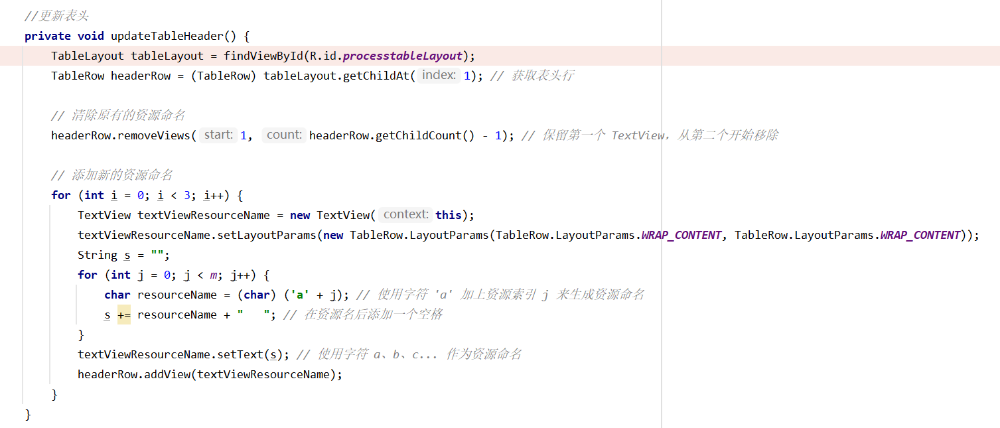 //更新表头
private void updateTableHeader() {
TableLayout tableLayout = findViewById(R.id.processtableLayout);
TableRow headerRow = (TableRow) tableLayout.getChildAt( index: 1); // 获取表头行
// 清除原有的资源命名
headerRow.removeViews( start: 1, count: headerRow.getChildCount() - 1); // 保留第一个 TextView，从第二个开始移除
// 添加新的资源命名
for (int i = 0; i < 3; i++) {
TextView textViewResourceName = new TextView( context: this);
textViewResourceName.setLayoutParams(new TableRow.LayoutParams(TableRow.LayoutParams.WRAP_CONTENT, TableRow.LayoutParams.WRAP_CONTENT));
String s = "";
for (int j = 0; j < m; j++) {
char resourceName = (char) ('a' + j); // 使用字符 'a' 加上资源索引 j 来生成资源命名
s += resourceName + "   "; // 在资源名后添加一个空格
}
textViewResourceName.setText(s); // 使用字符 a、b、c... 作为资源命名
headerRow.addView(textViewResourceName);
}
}